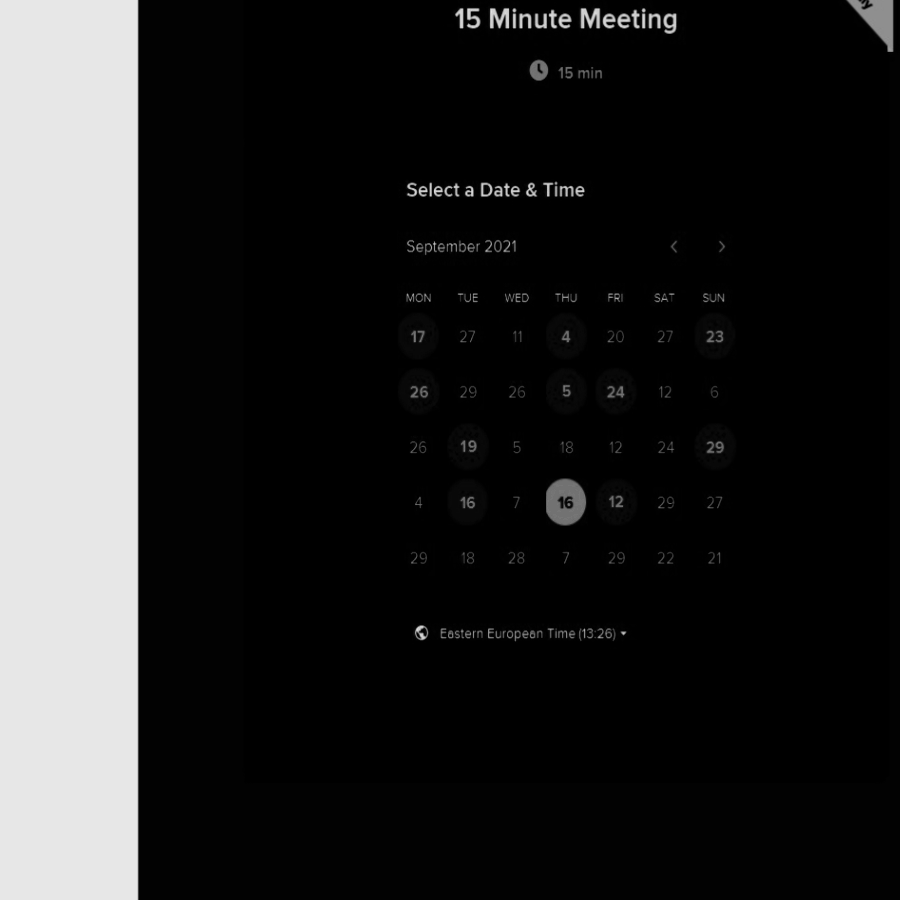 15 Minute Meeting
15 min
Select a Date & Time
September 2021
MON TUE WED THU FRI SAT SUN
17 27 11 4 20 27 23
26 29 26 5 24 12 6
26 19 5 18 12 24 29
4 16 7 16 12 29 27
29 18 28 7 29 22 21
Eastern European Time (13:26)